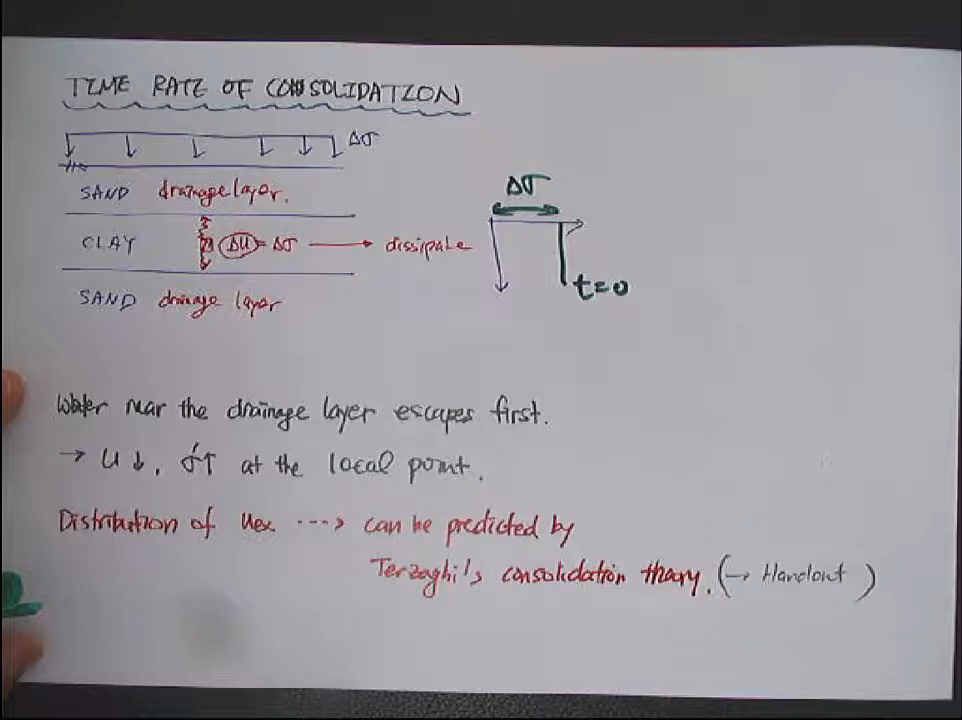 TIME RATE OF CONSOLIDATION
Δσ
SAND drainage layer.
Δσ
CLAY ΔU = Δσ → dissipate
t=0
SAND drainage layer
Water near the drainage layer escapes first.
→ U↓, σ'↑ at the local point.
Distribution of Uex ---> can be predicted by
Terzaghi's consolidation theory. (→ Handout )